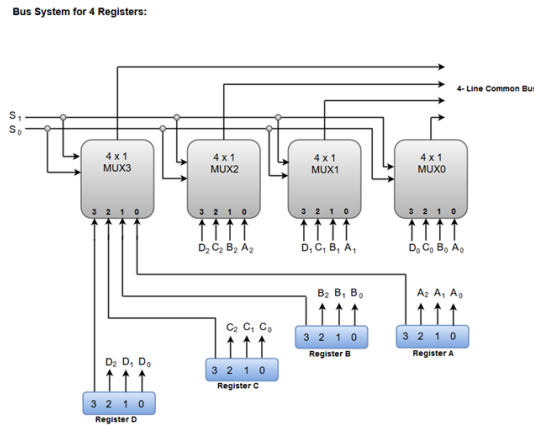 Bus System for 4 Registers:
4- Line Common Bus
S₁
S₀
4 x 1 4 x 1 4 x 1 4 x 1
MUX3 MUX2 MUX1 MUX0
3 2 1 0 3 2 1 0 3 2 1 0 3 2 1 0
D₂ C₂ B₂ A₂ D₁ C₁ B₁ A₁ D₀ C₀ B₀ A₀
B₂ B₁ B₀ A₂ A₁ A₀
3 2 1 0 3 2 1 0
Register B Register A
C₂ C₁ C₀
3 2 1 0
Register C
D₂ D₁ D₀
3 2 1 0
Register D